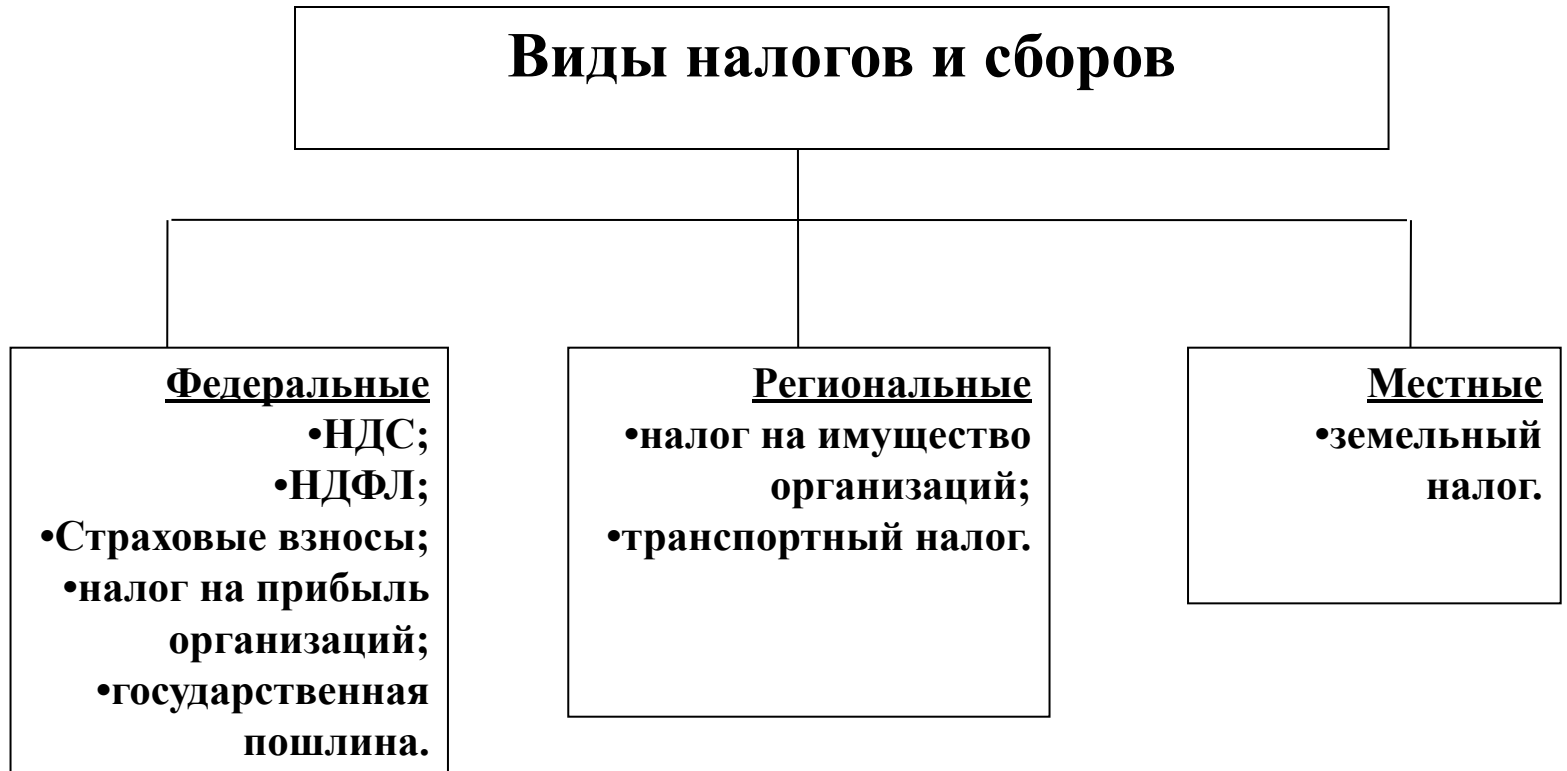 Виды налогов и сборов
Федеральные
•НДС;
•НДФЛ;
•Страховые взносы;
•налог на прибыль
организаций;
•государственная
пошлина.
Региональные
•налог на имущество
организаций;
•транспортный налог.
Местные
•земельный
налог.